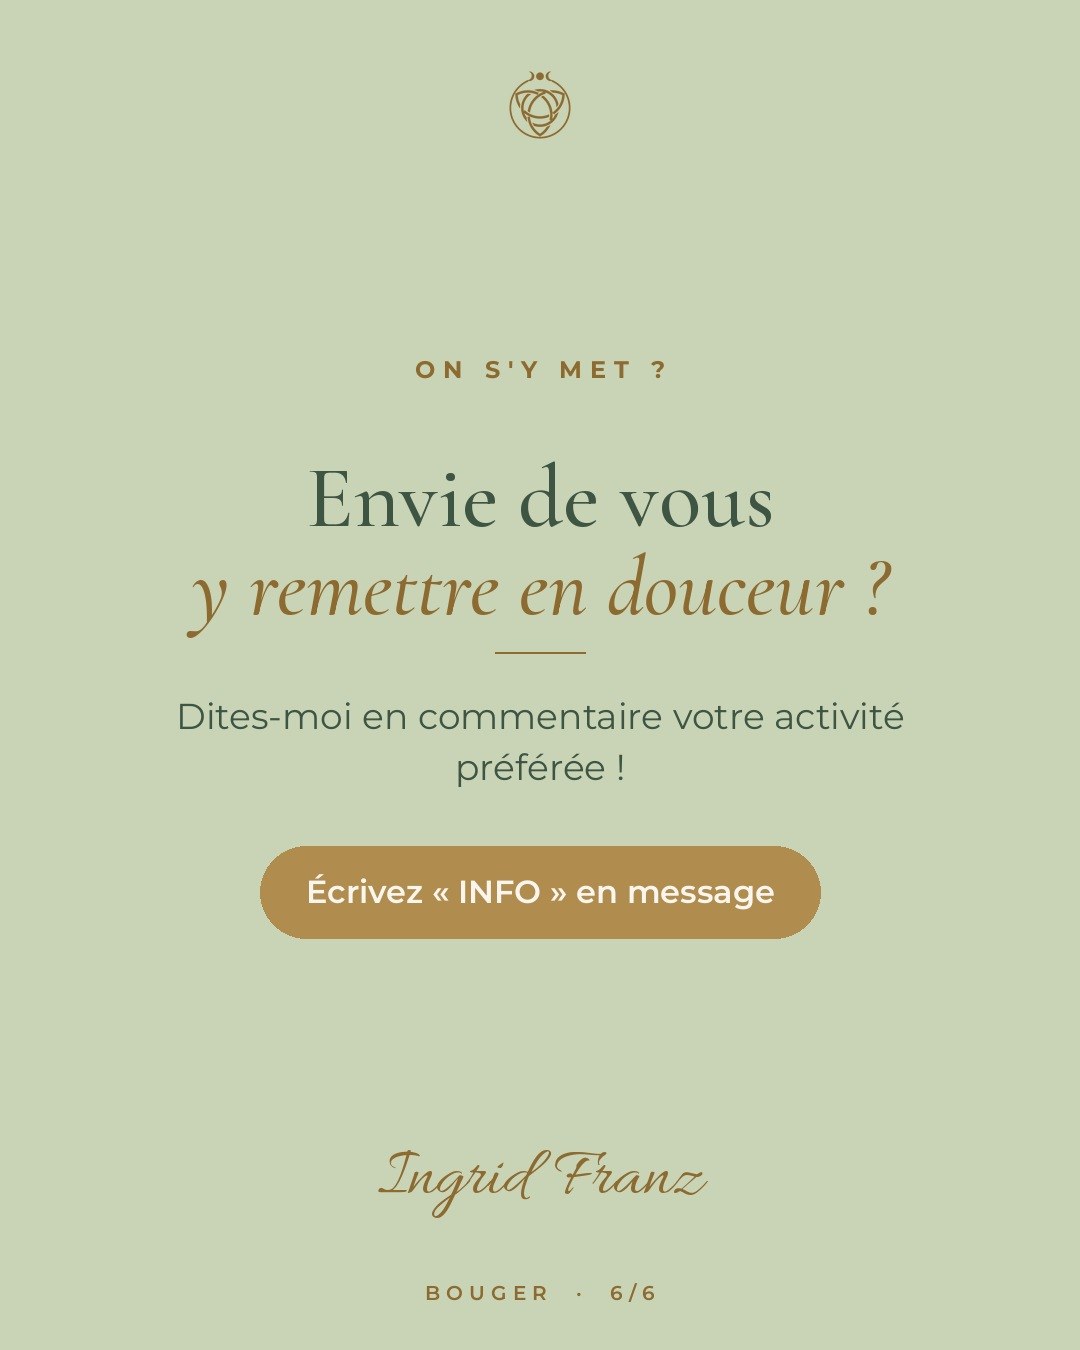 ON S'Y MET ?
Envie de vous
y remettre en douceur ?
Dites-moi en commentaire votre activité
préférée !
Écrivez « INFO » en message
Ingrid Franz
BOUGER · 6/6